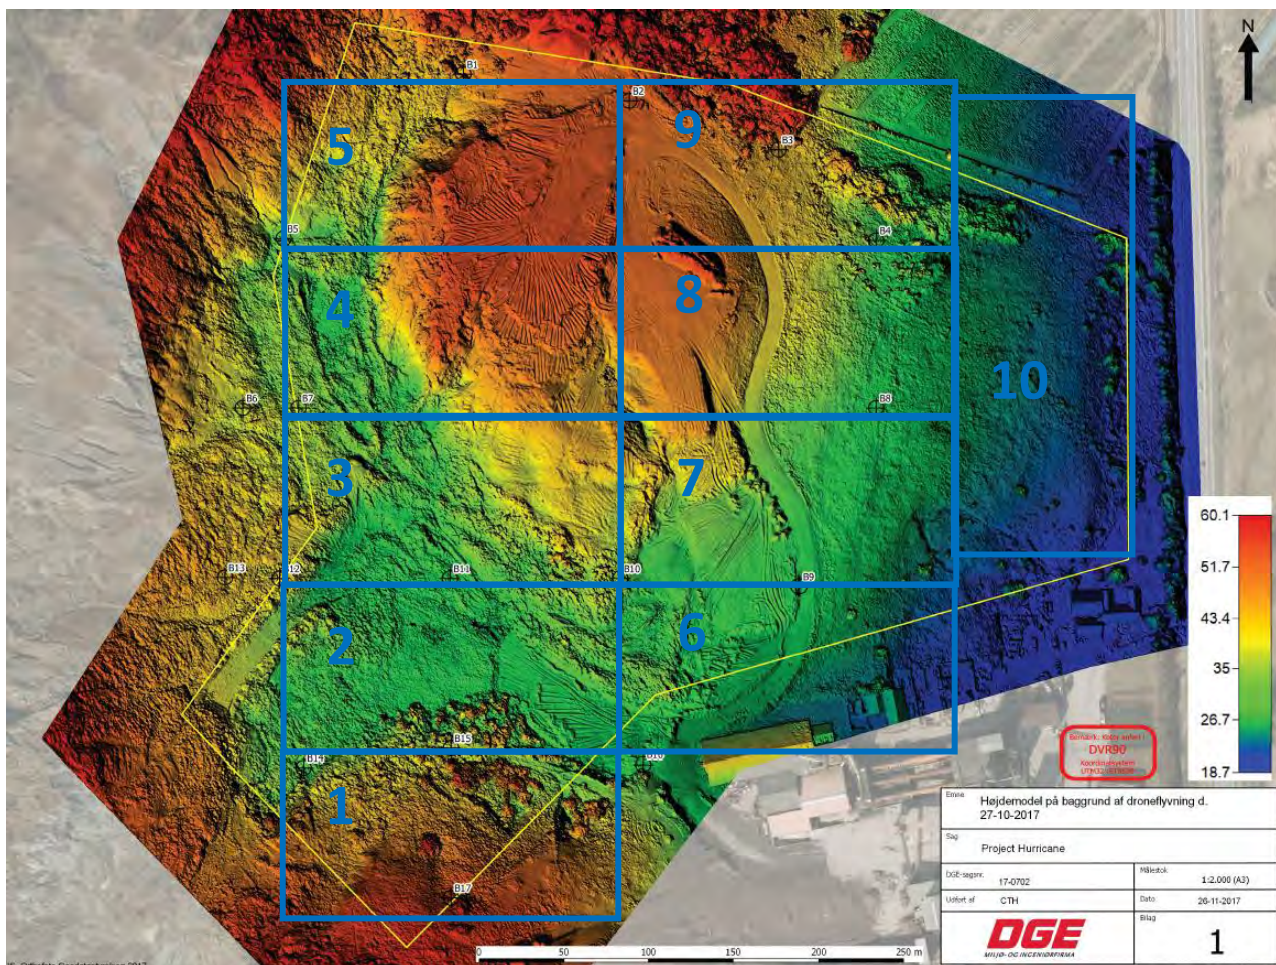 N
B1
B2
5
9
B3
B5
B4
4
8
10
B6
B7
B8
3
7
60.1
B13
B12
B11
B10
B9
51.7
43.4
2
6
35
26.7
B15
DVR90
18.7
B14
1
B17
Emne
Højdemodel på baggrund af droneflyvning d.
27-10-2017
Sag
Project Hurricane
DGE-sagsnr.
17-0702
Målestok
1:2.000 (A3)
Udført af
CTH
Dato
26-11-2017
DGE
MILJØ- OG INGENIØRFIRMA
Bilag
1
0 50 100 150 200 250 m